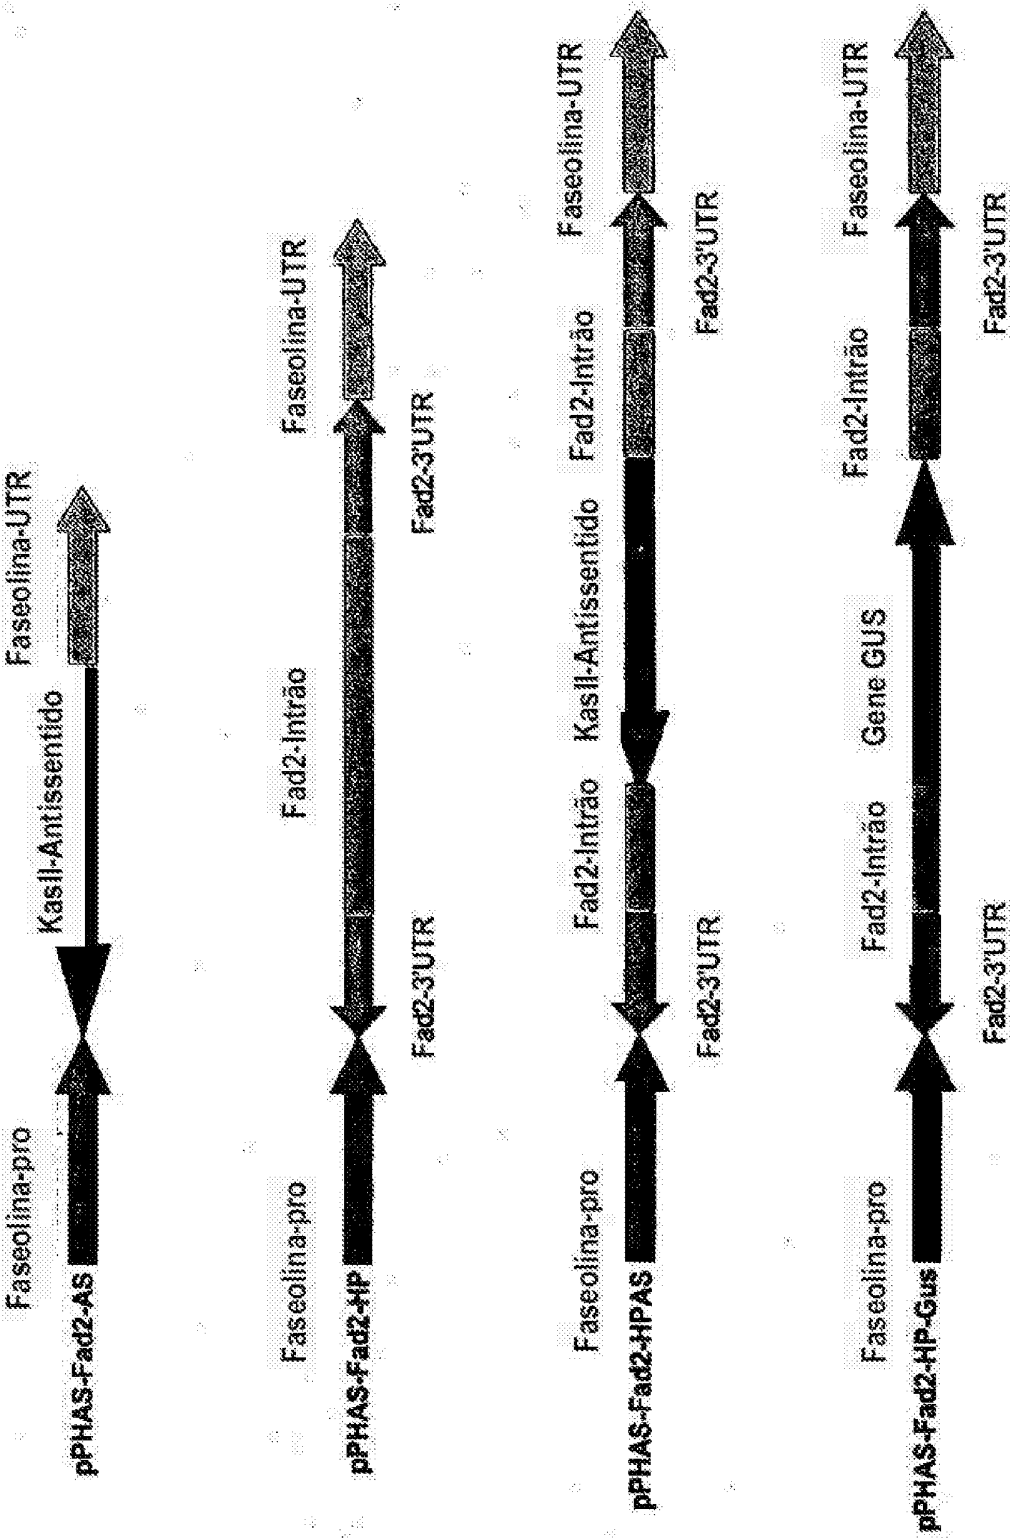 Faseolina-pro
KasII-Antissentido
Faseolina-UTR
pPHAS-Fad2-AS
Faseolina-pro
Fad2-Intrão
Faseolina-UTR
pPHAS-Fad2-HP
Fad2-3'UTR
Fad2-3'UTR
Faseolina-pro
Fad2-Intrão
KasII-Antissentido
Fad2-Intrão
Faseolina-UTR
pPHAS-Fad2-HPAS
Fad2-3'UTR
Fad2-3'UTR
Faseolina-pro
Fad2-Intrão
Gene GUS
Fad2-Intrão
Faseolina-UTR
pPHAS-Fad2-HP-Gus
Fad2-3'UTR
Fad2-3'UTR